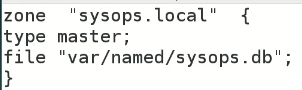 zone  "sysops.local"  {
type master;
file "var/named/sysops.db";
}